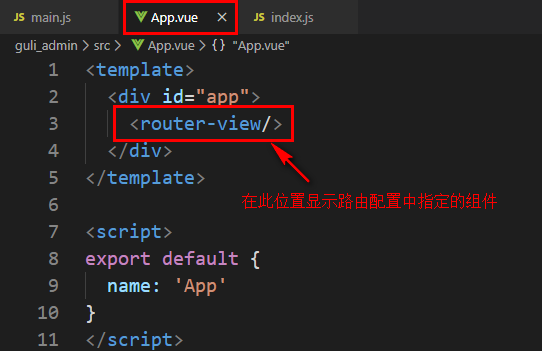 JS main.js App.vue × JS index.js
guli_admin > src > App.vue > {} "App.vue"
1 <template>
2 <div id="app">
3 <router-view/>
4 </div>
5 </template>
在此位置显示路由配置中指定的组件
6
7 <script>
8 export default {
9 name: 'App'
10 }
11 </script>